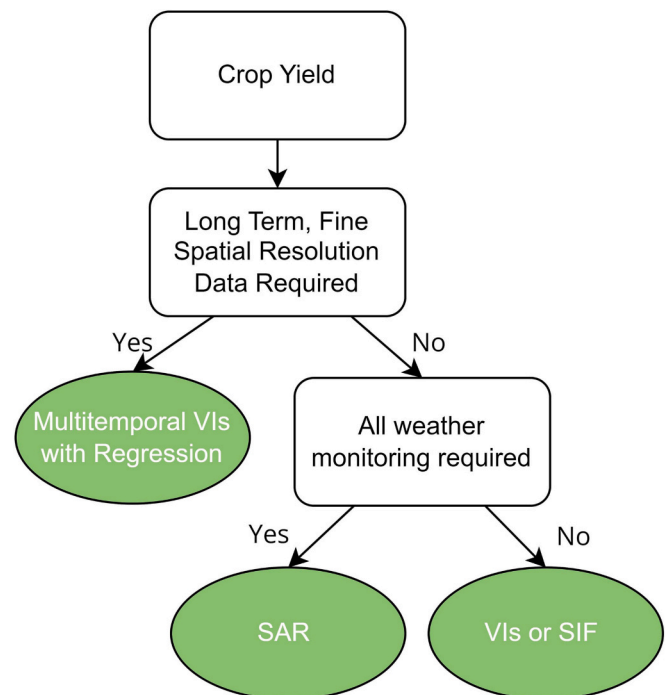 Crop Yield
Long Term, Fine
Spatial Resolution
Data Required
Yes
No
Multitemporal VIs
with Regression
All weather
monitoring required
Yes
No
SAR
VIs or SIF